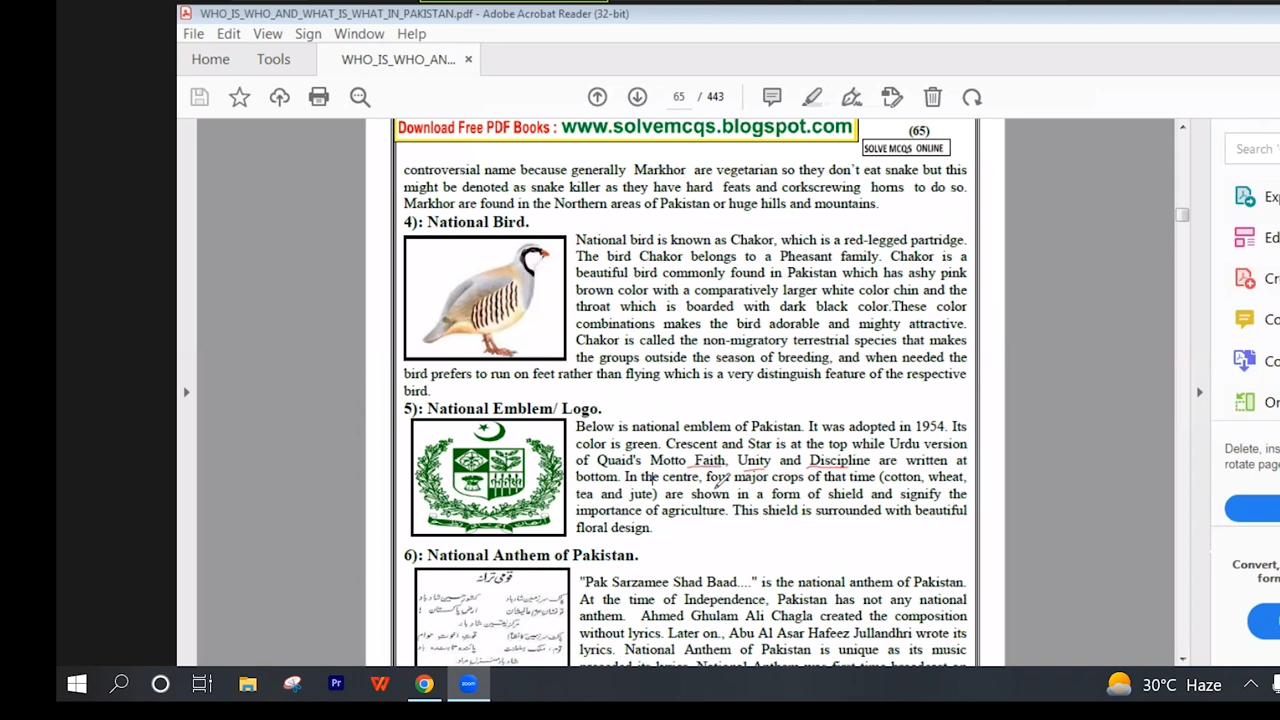 WHO_IS_WHO_AND_WHAT_IS_WHAT_IN_PAKISTAN.pdf - Adobe Acrobat Reader (32-bit)
File Edit View Sign Window Help
Home Tools WHO_IS_WHO_AN... ×
65 / 443
Download Free PDF Books : www.solvemcqs.blogspot.com
(65)
SOLVE MCQS ONLINE
Search
controversial name because generally Markhor are vegetarian so they don't eat snake but this
might be denoted as snake killer as they have hard feats and corkscrewing horns to do so.
Markhor are found in the Northern areas of Pakistan or huge hills and mountains.
4): National Bird.
National bird is known as Chakor, which is a red-legged partridge.
The bird Chakor belongs to a Pheasant family. Chakor is a
beautiful bird commonly found in Pakistan which has ashy pink
brown color with a comparatively larger white color chin and the
throat which is boarded with dark black color.These color
combinations makes the bird adorable and mighty attractive.
Chakor is called the non-migratory terrestrial species that makes
the groups outside the season of breeding, and when needed the
bird prefers to run on feet rather than flying which is a very distinguish feature of the respective
bird.
5): National Emblem/ Logo.
Below is national emblem of Pakistan. It was adopted in 1954. Its
color is green. Crescent and Star is at the top while Urdu version
of Quaid's Motto Faith, Unity and Discipline are written at
bottom. In the centre, four major crops of that time (cotton, wheat,
tea and jute) are shown in a form of shield and signify the
importance of agriculture. This shield is surrounded with beautiful
floral design.
6): National Anthem of Pakistan.
قومی ترانہ
"Pak Sarzamee Shad Baad...." is the national anthem of Pakistan.
At the time of Independence, Pakistan has not any national
anthem. Ahmed Ghulam Ali Chagla created the composition
without lyrics. Later on., Abu Al Asar Hafeez Jullandhri wrote its
lyrics. National Anthem of Pakistan is unique as its music
Delete, insert
rotate page
Convert,
30°C Haze